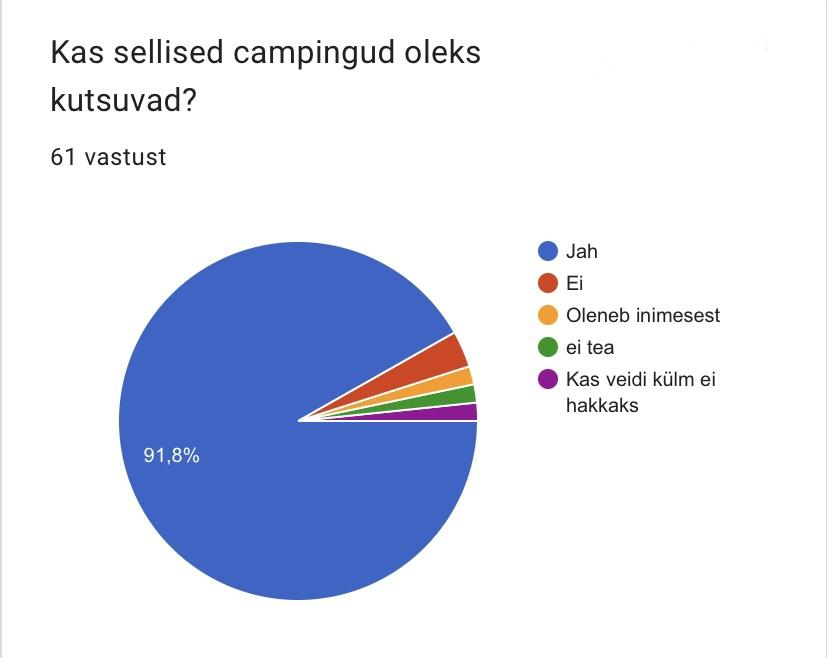 Kas sellised campingud oleks
kutsuvad?
61 vastust
Jah
Ei
Oleneb inimesest
ei tea
Kas veidi külm ei
hakkaks
91,8%